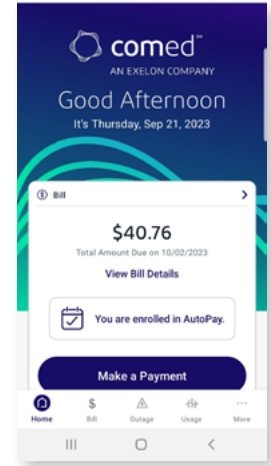 comed℠
AN EXELON COMPANY
Good Afternoon
It's Thursday, Sep 21, 2023
Bill
$40.76
Total Amount Due on 10/02/2023
View Bill Details
You are enrolled in AutoPay.
Make a Payment
Home Bill Outage Usage More